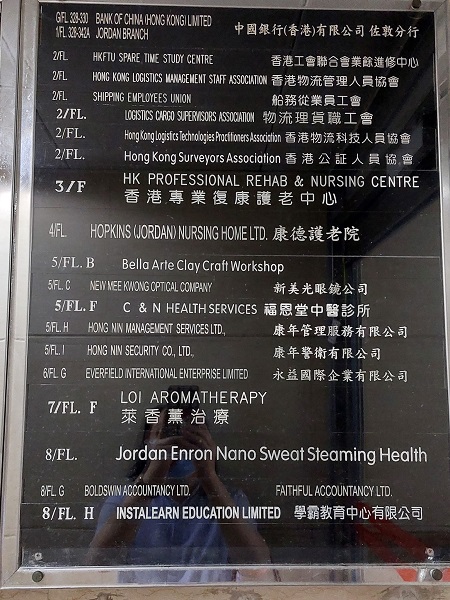 G/FL 328-330 BANK OF CHINA (HONG KONG) LIMITED 中國銀行(香港)有限公司 佐敦分行
1/FL. 328-342A JORDAN BRANCH
2/FL. HKFTU SPARE TIME STUDY CENTRE 香港工會聯合會業餘進修中心
2/FL. HONG KONG LOGISTICS MANAGEMENT STAFF ASSOCIATION 香港物流管理人員協會
2/FL. SHIPPING EMPLOYEES UNION 船務從業員工會
2/FL. LOGISTICS CARGO SUPERVISORS ASSOCIATION 物流理貨職工會
2/FL. Hong Kong Logistics Technologies Practitioners Association 香港物流科技人員協會
2/FL. Hong Kong Surveyors Association 香港公証人員協會
3/F HK PROFESSIONAL REHAB & NURSING CENTRE
香港專業復康護老中心
4/FL HOPKINS (JORDAN) NURSING HOME LTD. 康德護老院
5/FL. B Bella Arte Clay Craft Workshop
5/FL. C NEW MEE KWONG OPTICAL COMPANY 新美光眼鏡公司
5/FL. F C & N HEALTH SERVICES 福恩堂中醫診所
5/FL. H HONG NIN MANAGEMENT SERVICES LTD., 康年管理服務有限公司
5/FL. I HONG NIN SECURITY CO., LTD., 康年警衛有限公司
6/FL. G EVERFIELD INTERNATIONAL ENTERPRISE LIMITED 永益國際企業有限公司
7/FL. F LOI AROMATHERAPY
萊香薰治療
8/FL. Jordan Enron Nano Sweat Steaming Health
8/FL. G BOLDSWIN ACCOUNTANCY LTD. FAITHFUL ACCOUNTANCY LTD.
8/FL. H INSTALEARN EDUCATION LIMITED 學霸教育中心有限公司